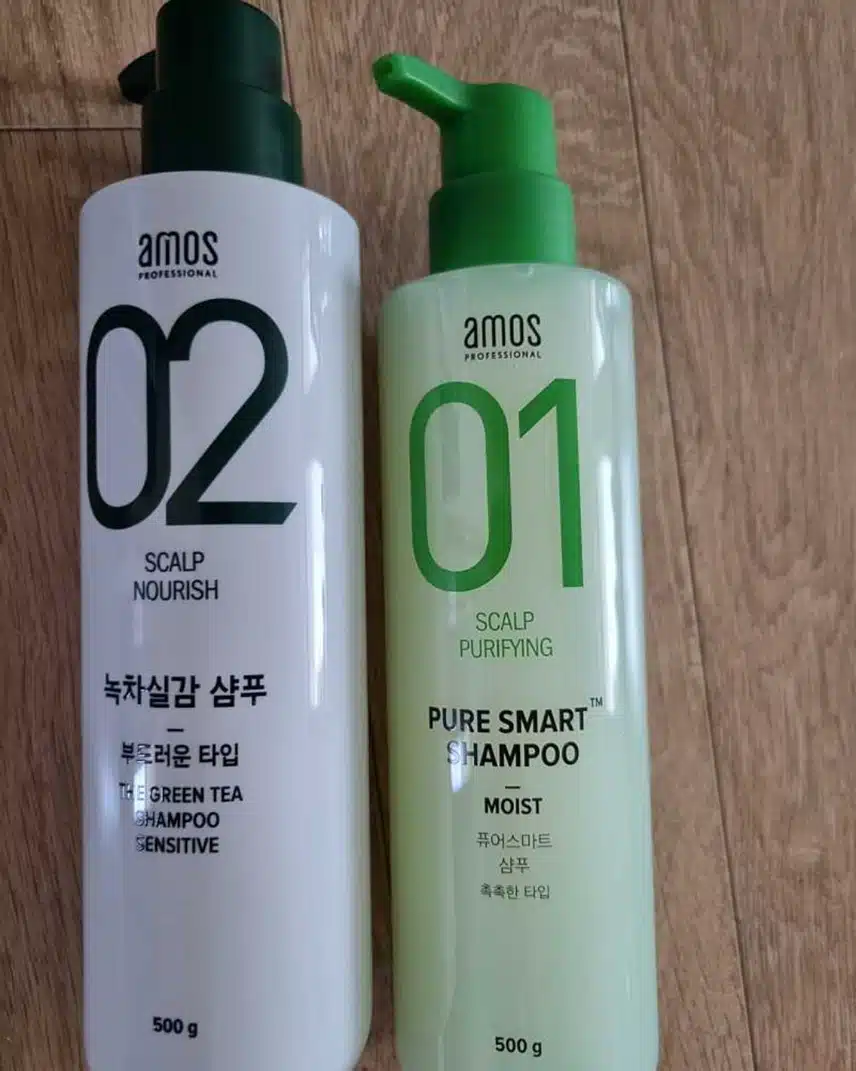 amos
PROFESSIONAL
02
SCALP
NOURISH
녹차실감 샴푸
부드러운 타입
THE GREEN TEA
SHAMPOO
SENSITIVE
500 g
amos
PROFESSIONAL
01
SCALP
PURIFYING
PURE SMART™
SHAMPOO
MOIST
퓨어스마트
샴푸
촉촉한 타입
500 g